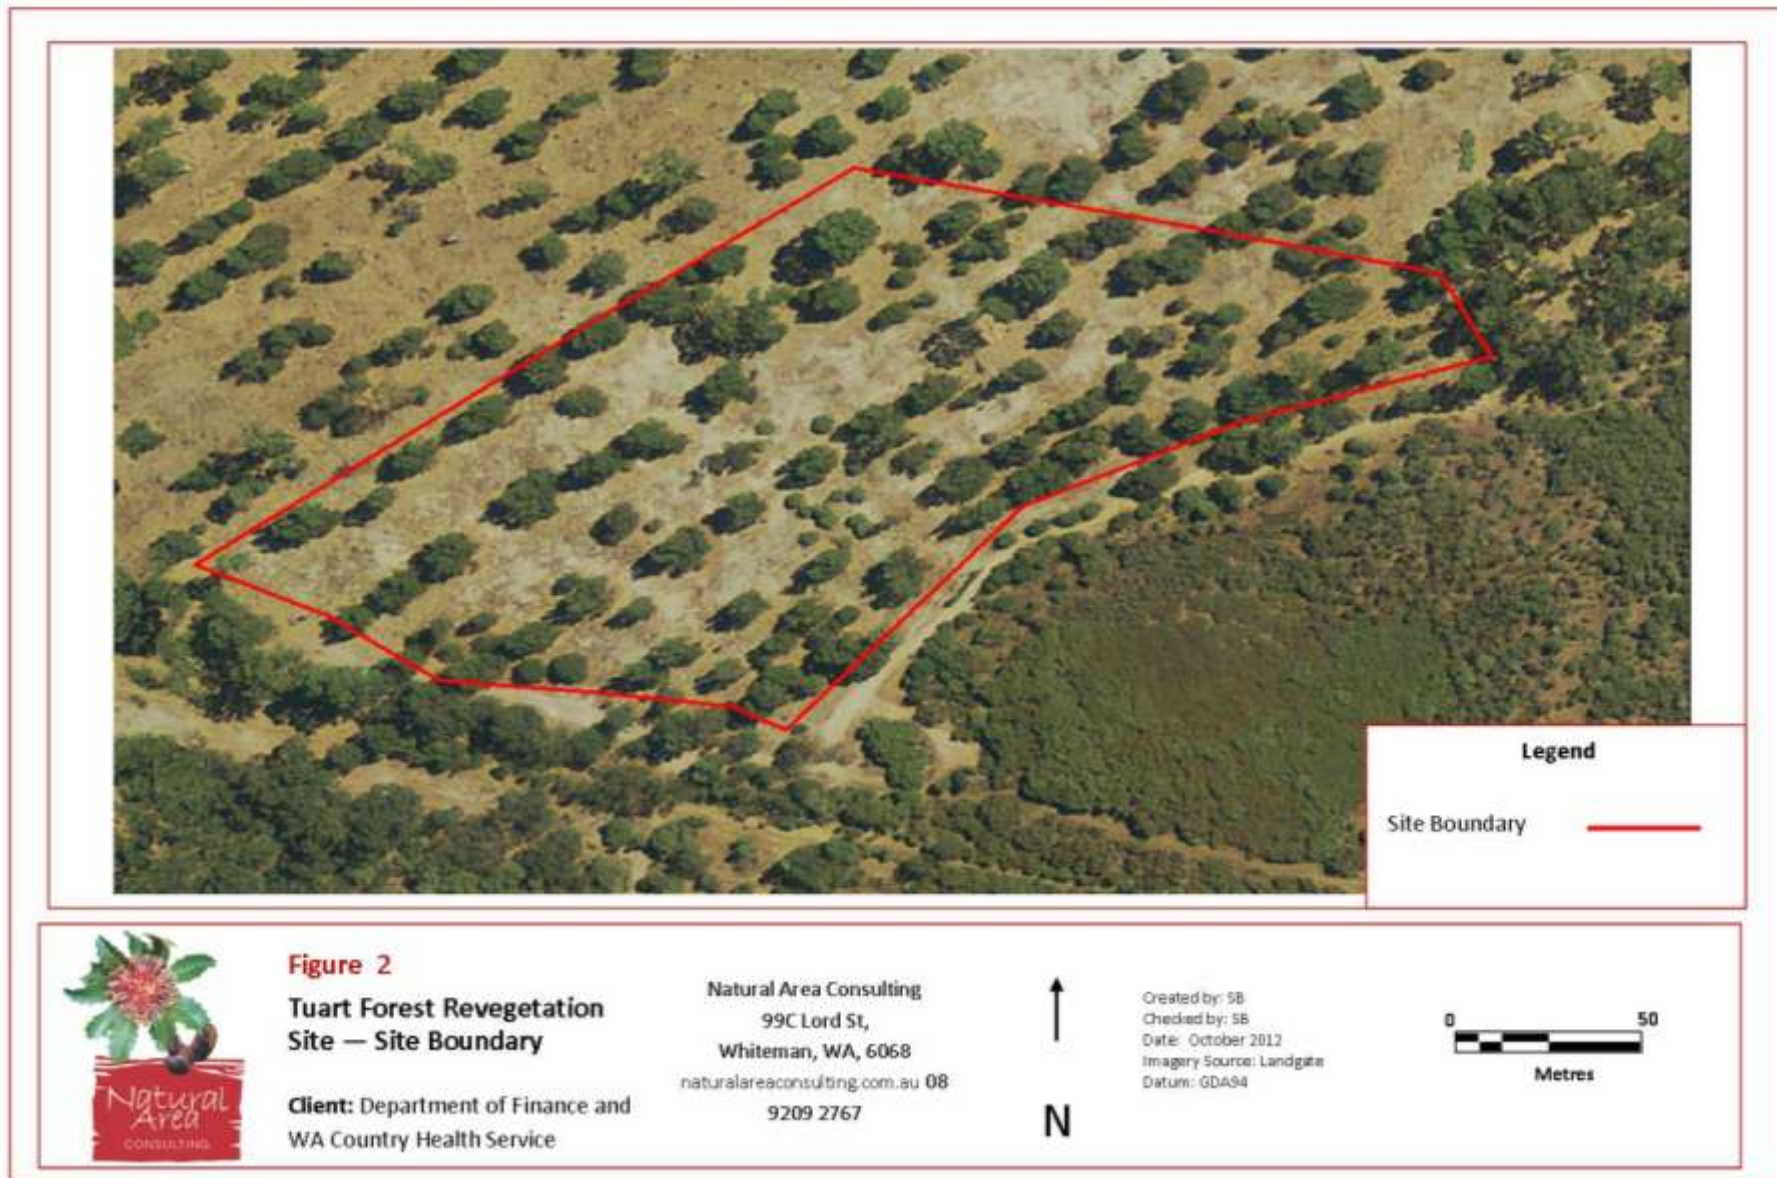 Legend
Site Boundary
Figure 2
Tuart Forest Revegetation
Site — Site Boundary
Client: Department of Finance and
WA Country Health Service
Natural Area Consulting
99C Lord St,
Whiteman, WA, 6068
naturalareaconsulting.com.au 08
9209 2767
N
Created by: SB
Checked by: SB
Date: October 2012
Imagery Source: Landgate
Datum: GDA94
0 50
Metres
Natural
Area
CONSULTING